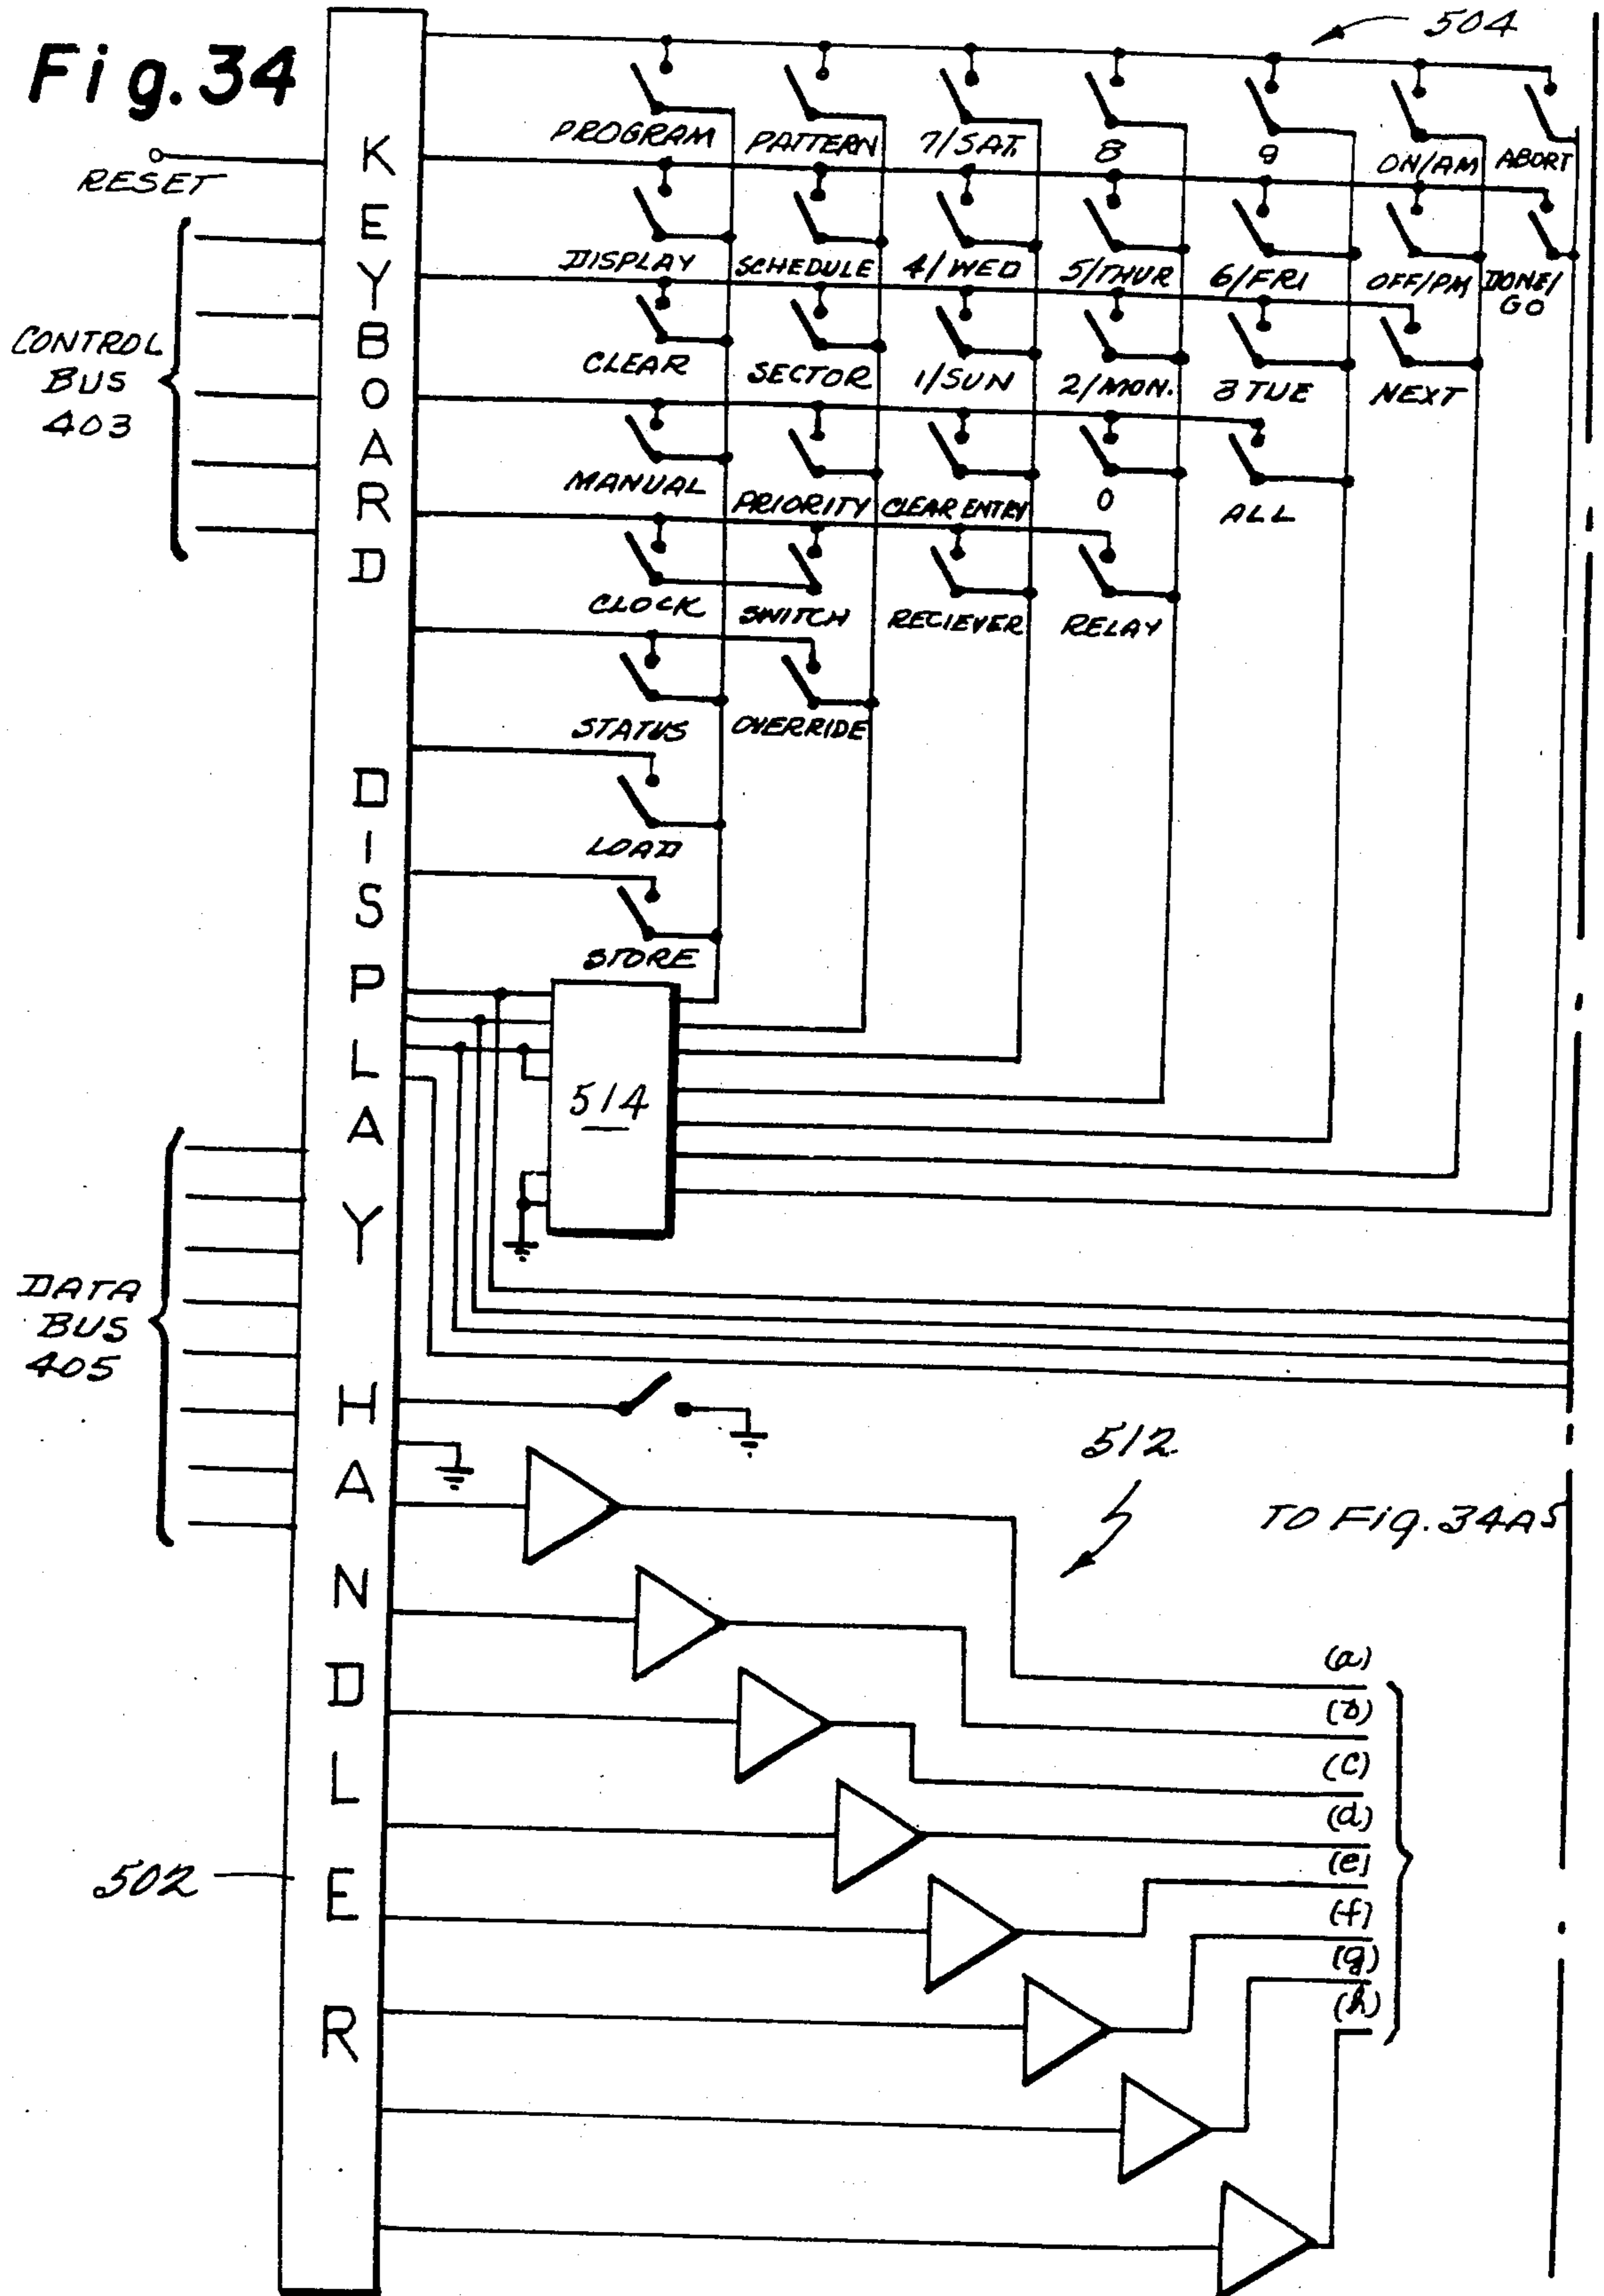 Fig. 34
504
PROGRAM PATTERN 7/SAT. 8 9 ON/AM ABORT
RESET
DISPLAY SCHEDULE 4/WED 5/THUR 6/FRI OFF/PM DONE/
GO
CONTROL
BUS
403
CLEAR SECTOR 1/SUN 2/MON. 3 TUE NEXT
MANUAL PRIORITY CLEAR ENTRY 0 ALL
CLOCK SWITCH RECIEVER RELAY
STATUS OVERRIDE
LOAD
STORE
514
DATA
BUS
405
512
TO Fig. 34A5
(a)
(b)
(c)
(d)
(e)
(f)
(g)
(h)
502
KEYBOARD DISPLAY HANDLER